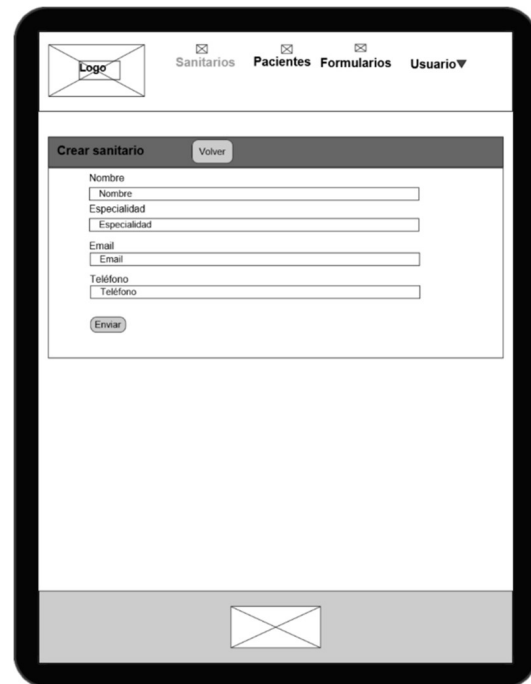 Logo
Sanitarios Pacientes Formularios Usuario▼
Crear sanitario Volver
Nombre
Nombre
Especialidad
Especialidad
Email
Email
Teléfono
Teléfono
Enviar